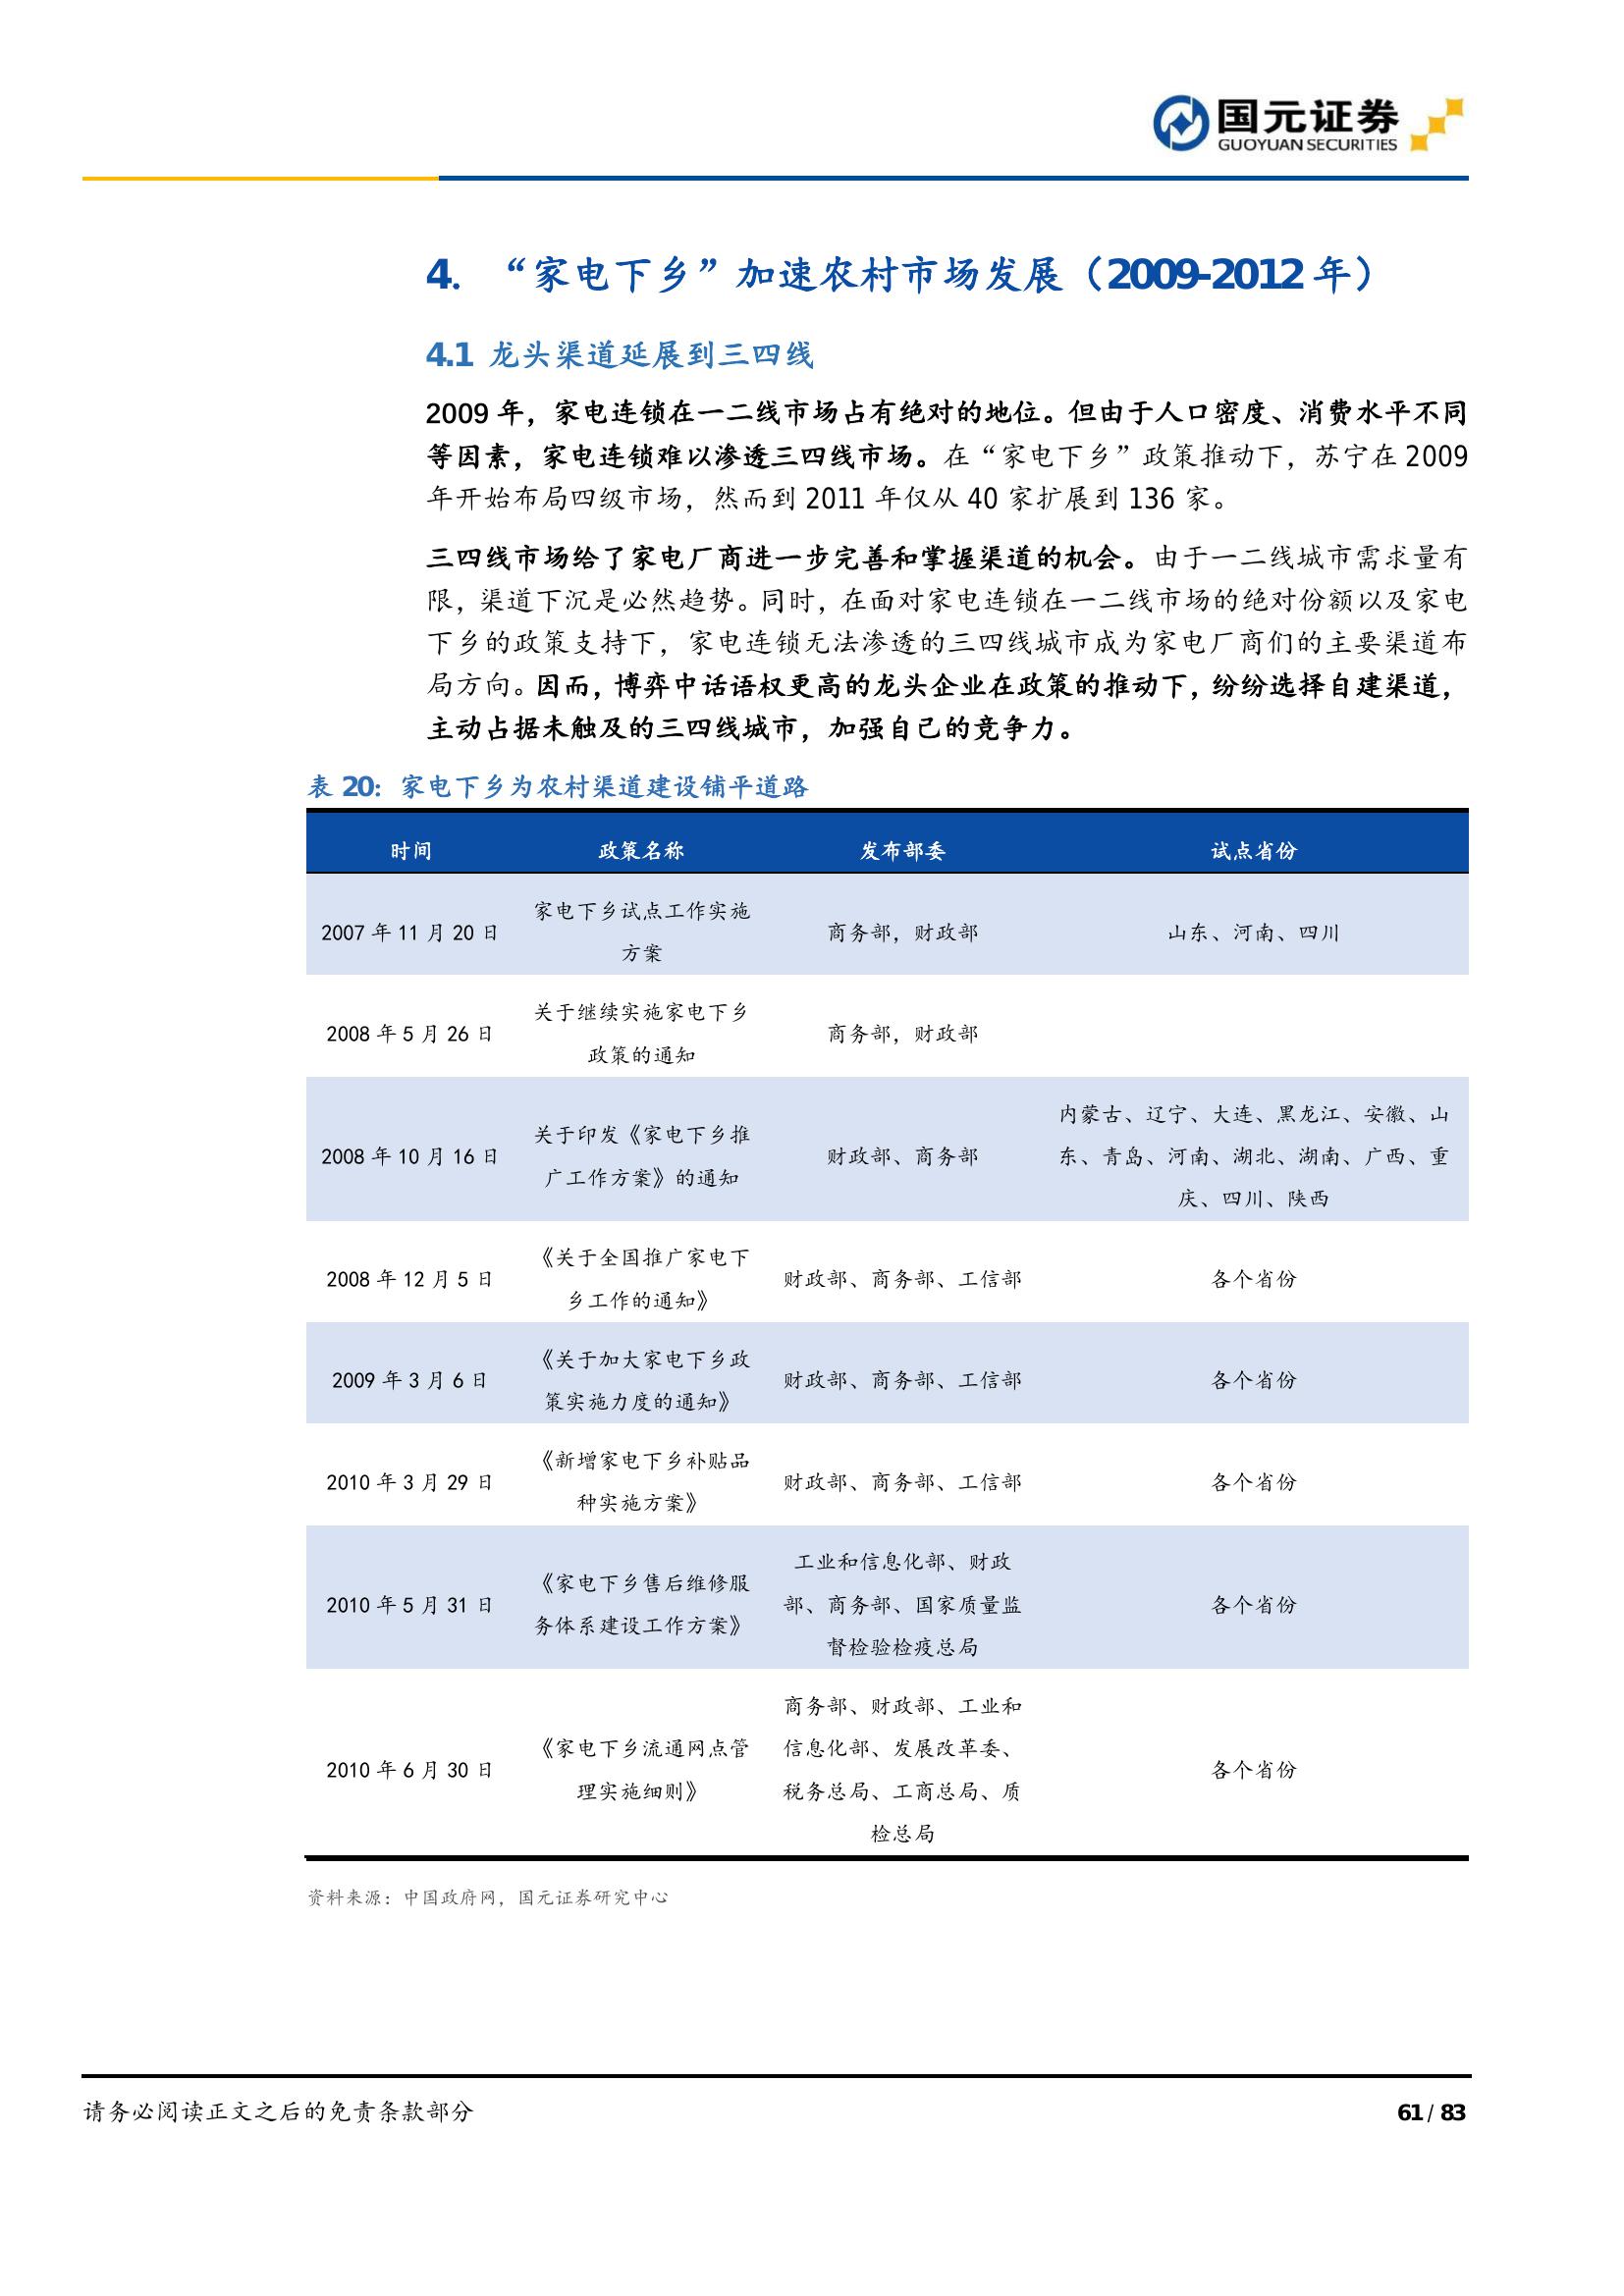 国元证券
GUOYUAN SECURITIES
4. “家电下乡”加速农村市场发展（2009-2012 年）
4.1 龙头渠道延展到三四线
2009 年，家电连锁在一二线市场占有绝对的地位。但由于人口密度、消费水平不同
等因素，家电连锁难以渗透三四线市场。在“家电下乡”政策推动下，苏宁在 2009
年开始布局四级市场，然而到 2011 年仅从 40 家扩展到 136 家。
三四线市场给了家电厂商进一步完善和掌握渠道的机会。由于一二线城市需求量有
限，渠道下沉是必然趋势。同时，在面对家电连锁在一二线市场的绝对份额以及家电
下乡的政策支持下，家电连锁无法渗透的三四线城市成为家电厂商们的主要渠道布
局方向。因而，博弈中话语权更高的龙头企业在政策的推动下，纷纷选择自建渠道，
主动占据未触及的三四线城市，加强自己的竞争力。
表 20：家电下乡为农村渠道建设铺平道路
时间 政策名称 发布部委 试点省份
家电下乡试点工作实施
2007 年 11 月 20 日 商务部，财政部 山东、河南、四川
方案
关于继续实施家电下乡
2008 年 5 月 26 日 商务部，财政部
政策的通知
内蒙古、辽宁、大连、黑龙江、安徽、山
关于印发《家电下乡推
2008 年 10 月 16 日 财政部、商务部 东、青岛、河南、湖北、湖南、广西、重
广工作方案》的通知
庆、四川、陕西
《关于全国推广家电下
2008 年 12 月 5 日 财政部、商务部、工信部 各个省份
乡工作的通知》
《关于加大家电下乡政
2009 年 3 月 6 日 财政部、商务部、工信部 各个省份
策实施力度的通知》
《新增家电下乡补贴品
2010 年 3 月 29 日 财政部、商务部、工信部 各个省份
种实施方案》
工业和信息化部、财政
《家电下乡售后维修服
2010 年 5 月 31 日 部、商务部、国家质量监 各个省份
务体系建设工作方案》
督检验检疫总局
商务部、财政部、工业和
《家电下乡流通网点管 信息化部、发展改革委、
2010 年 6 月 30 日 各个省份
理实施细则》 税务总局、工商总局、质
检总局
资料来源：中国政府网，国元证券研究中心
请务必阅读正文之后的免责条款部分 61 / 83